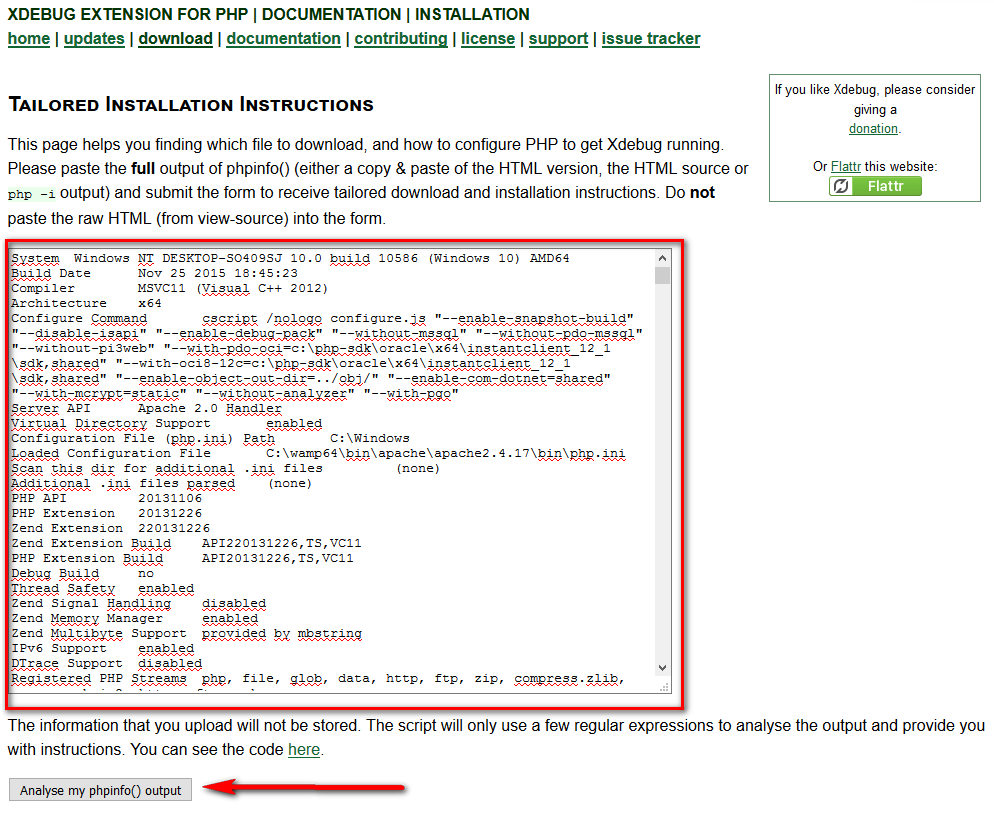 XDEBUG EXTENSION FOR PHP | DOCUMENTATION | INSTALLATION
home | updates | download | documentation | contributing | license | support | issue tracker
TAILORED INSTALLATION INSTRUCTIONS
If you like Xdebug, please consider
giving a
donation.
Or Flattr this website:
Flattr
This page helps you finding which file to download, and how to configure PHP to get Xdebug running.
Please paste the full output of phpinfo() (either a copy & paste of the HTML version, the HTML source or
php -i output) and submit the form to receive tailored download and installation instructions. Do not
paste the raw HTML (from view-source) into the form.
System Windows NT DESKTOP-SO409SJ 10.0 build 10586 (Windows 10) AMD64
Build Date Nov 25 2015 18:45:23
Compiler MSVC11 (Visual C++ 2012)
Architecture x64
Configure Command cscript /nologo configure.js "--enable-snapshot-build"
"--disable-isapi" "--enable-debug-pack" "--without-mssql" "--without-pdo-mssql"
"--without-pi3web" "--with-pdo-oci=c:\php-sdk\oracle\x64\instantclient_12_1
\sdk,shared" "--with-oci8-12c=c:\php-sdk\oracle\x64\instantclient_12_1
\sdk,shared" "--enable-object-out-dir=../obj/" "--enable-com-dotnet=shared"
"--with-mcrypt=static" "--without-analyzer" "--with-pgo"
Server API Apache 2.0 Handler
Virtual Directory Support enabled
Configuration File (php.ini) Path C:\Windows
Loaded Configuration File C:\wamp64\bin\apache\apache2.4.17\bin\php.ini
Scan this dir for additional .ini files (none)
Additional .ini files parsed (none)
PHP API 20131106
PHP Extension 20131226
Zend Extension 220131226
Zend Extension Build API220131226,TS,VC11
PHP Extension Build API20131226,TS,VC11
Debug Build no
Thread Safety enabled
Zend Signal Handling disabled
Zend Memory Manager enabled
Zend Multibyte Support provided by mbstring
IPv6 Support enabled
DTrace Support disabled
Registered PHP Streams php, file, glob, data, http, ftp, zip, compress.zlib,
The information that you upload will not be stored. The script will only use a few regular expressions to analyse the output and provide you
with instructions. You can see the code here.
Analyse my phpinfo() output